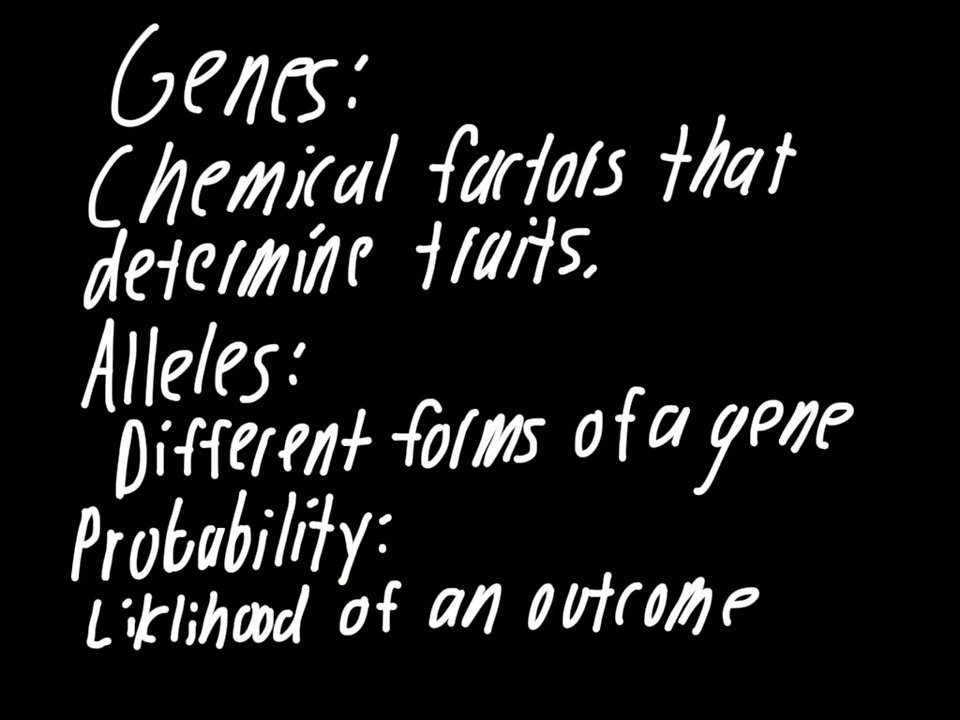 Genes:
Chemical factors that
determine traits.
Alleles:
Different forms of a gene
Probability:
Liklihood of an outcome